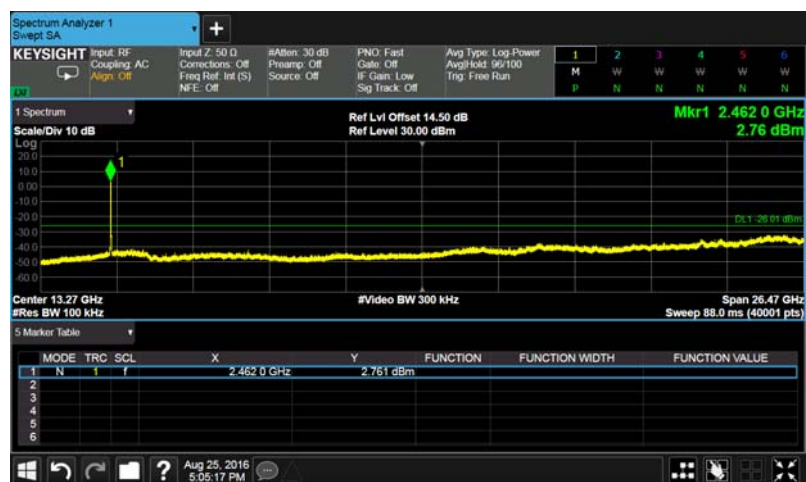 Spectrum Analyzer 1
Swept SA
+
KEYSIGHT Input: RF Input Z: 50 Ω #Atten: 30 dB PNO: Fast Avg Type: Log-Power 1 2 3 4 5 6
Coupling: AC Corrections: Off Preamp: Off Gate: Off Avg|Hold: 96/100 M W W W W W
Align: Off Freq Ref: Int (S) Source: Off IF Gain: Low Trig: Free Run
NFE: Off Sig Track: Off P N N N N N
LXI
1 Spectrum Ref Lvl Offset 14.50 dB Mkr1 2.462 0 GHz
Scale/Div 10 dB Ref Level 30.00 dBm 2.76 dBm
Log
20.0
1
10.0
0.00
-10.0
-20.0
DL1 -26.01 dBm
-30.0
-40.0
-50.0
-60.0
Center 13.27 GHz #Video BW 300 kHz Span 26.47 GHz
#Res BW 100 kHz Sweep 88.0 ms (40001 pts)
5 Marker Table
MODE TRC SCL X Y FUNCTION FUNCTION WIDTH FUNCTION VALUE
1 N 1 f 2.462 0 GHz 2.761 dBm
2
3
4
5
6
? Aug 25, 2016
5:05:17 PM